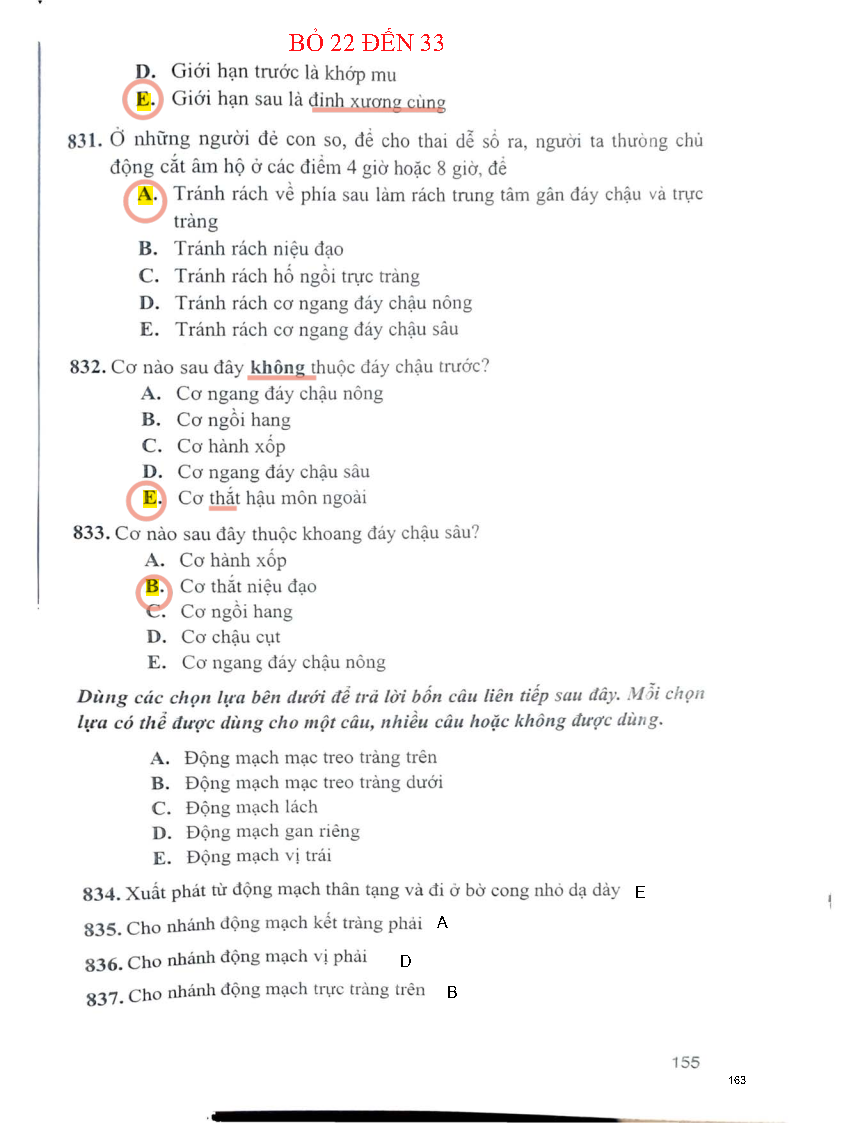 BỎ 22 ĐẾN 33
D. Giới hạn trước là khớp mu
E. Giới hạn sau là đỉnh xương cùng
831. Ở những người đẻ con so, để cho thai dễ sổ ra, người ta thường chủ
động cắt âm hộ ở các điểm 4 giờ hoặc 8 giờ, để
A. Tránh rách về phía sau làm rách trung tâm gân đáy chậu và trực
tràng
B. Tránh rách niệu đạo
C. Tránh rách hố ngồi trực tràng
D. Tránh rách cơ ngang đáy chậu nông
E. Tránh rách cơ ngang đáy chậu sâu
832. Cơ nào sau đây không thuộc đáy chậu trước?
A. Cơ ngang đáy chậu nông
B. Cơ ngồi hang
C. Cơ hành xốp
D. Cơ ngang đáy chậu sâu
E. Cơ thắt hậu môn ngoài
833. Cơ nào sau đây thuộc khoang đáy chậu sâu?
A. Cơ hành xốp
B. Cơ thắt niệu đạo
C. Cơ ngồi hang
D. Cơ chậu cụt
E. Cơ ngang đáy chậu nông
Dùng các chọn lựa bên dưới để trả lời bốn câu liên tiếp sau đây. Mỗi chọn
lựa có thể được dùng cho một câu, nhiều câu hoặc không được dùng.
A. Động mạch mạc treo tràng trên
B. Động mạch mạc treo tràng dưới
C. Động mạch lách
D. Động mạch gan riêng
E. Động mạch vị trái
834. Xuất phát từ động mạch thân tạng và đi ở bờ cong nhỏ dạ dày E
835. Cho nhánh động mạch kết tràng phải A
836. Cho nhánh động mạch vị phải D
837. Cho nhánh động mạch trực tràng trên B
155
163